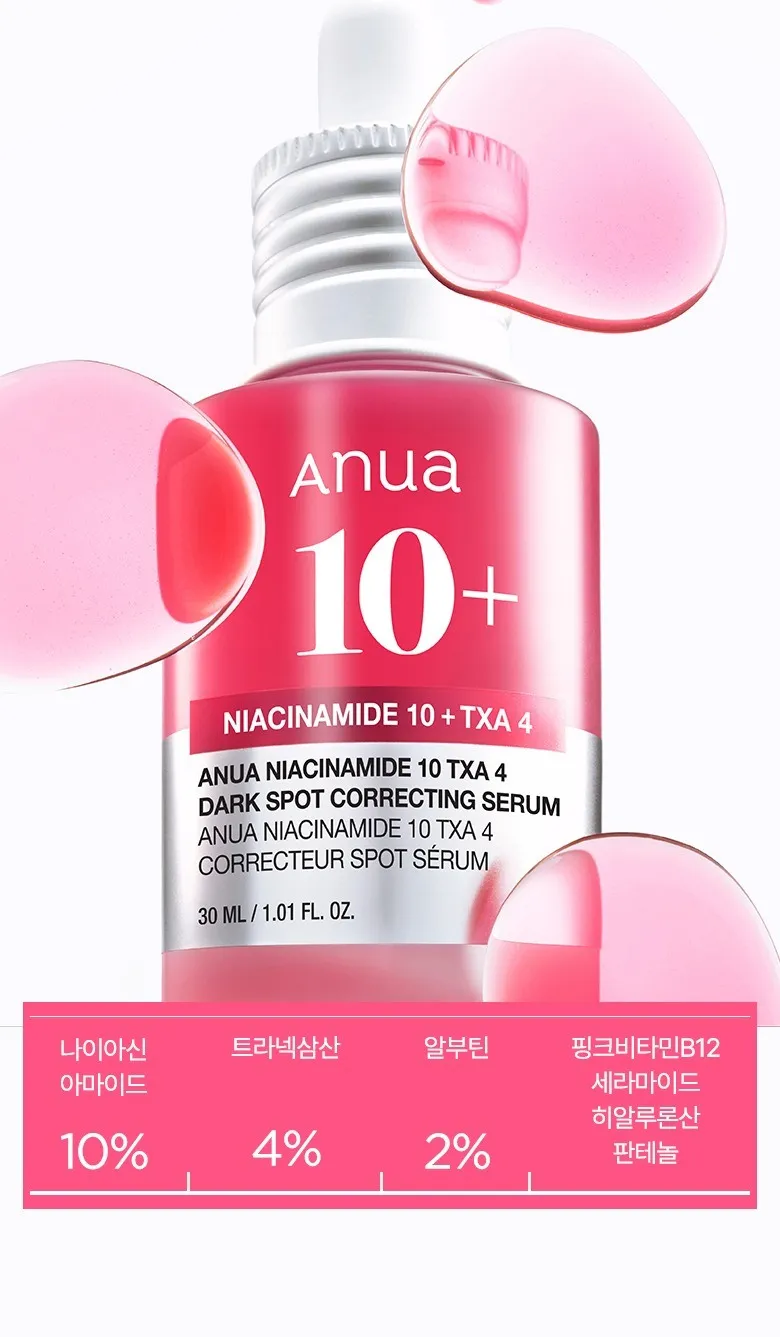 Anua
10+
NIACINAMIDE 10 + TXA 4
ANUA NIACINAMIDE 10 TXA 4
DARK SPOT CORRECTING SERUM
ANUA NIACINAMIDE 10 TXA 4
CORRECTEUR SPOT SÉRUM
30 ML / 1.01 FL. OZ.
나이아신
아마이드
10%
트라넥삼산
4%
알부틴
2%
핑크비타민B12
세라마이드
히알루론산
판테놀